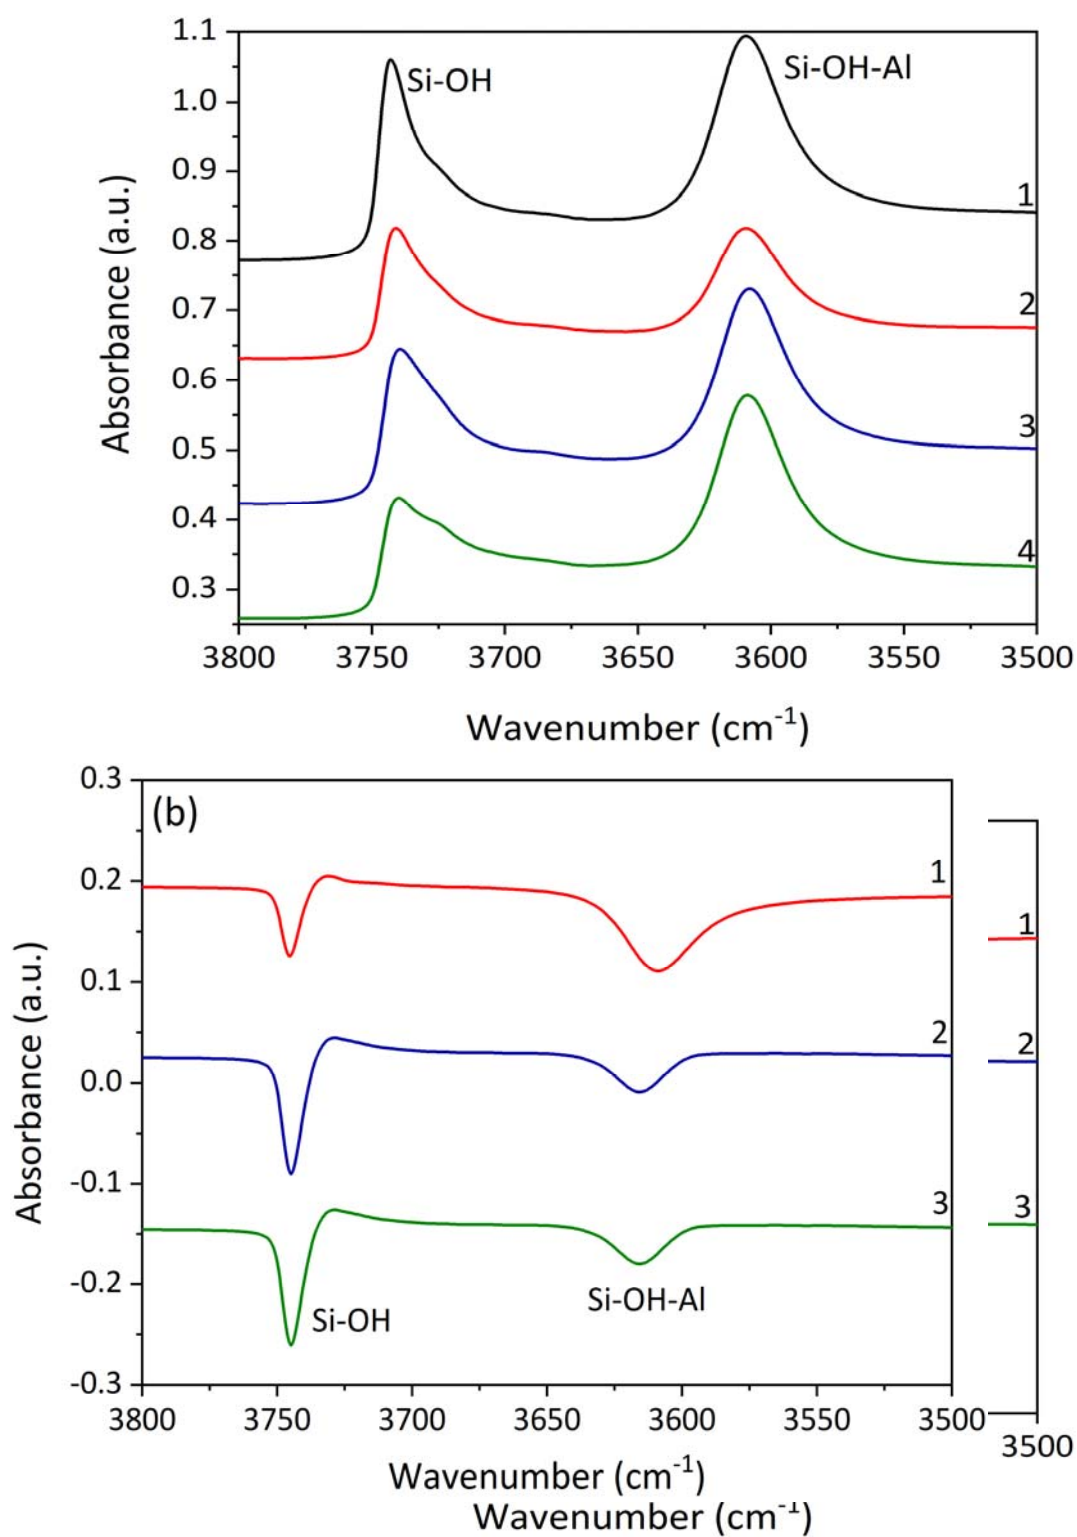 1.1
Si-OH
Si-OH-Al
1.0
0.9
1
0.8
0.7
2
0.6
0.5
3
0.4
4
0.3
3800 3750 3700 3650 3600 3550 3500
Absorbance (a.u.)
Wavenumber (cm-1)
0.3
(b)
0.2
1
1
0.1
2
2
0.0
-0.1
3
3
-0.2
Si-OH
Si-OH-Al
-0.3
3800 3750 3700 3650 3600 3550 3500
3500
Absorbance (a.u.)
Wavenumber (cm-1)
Wavenumber (cm-1)